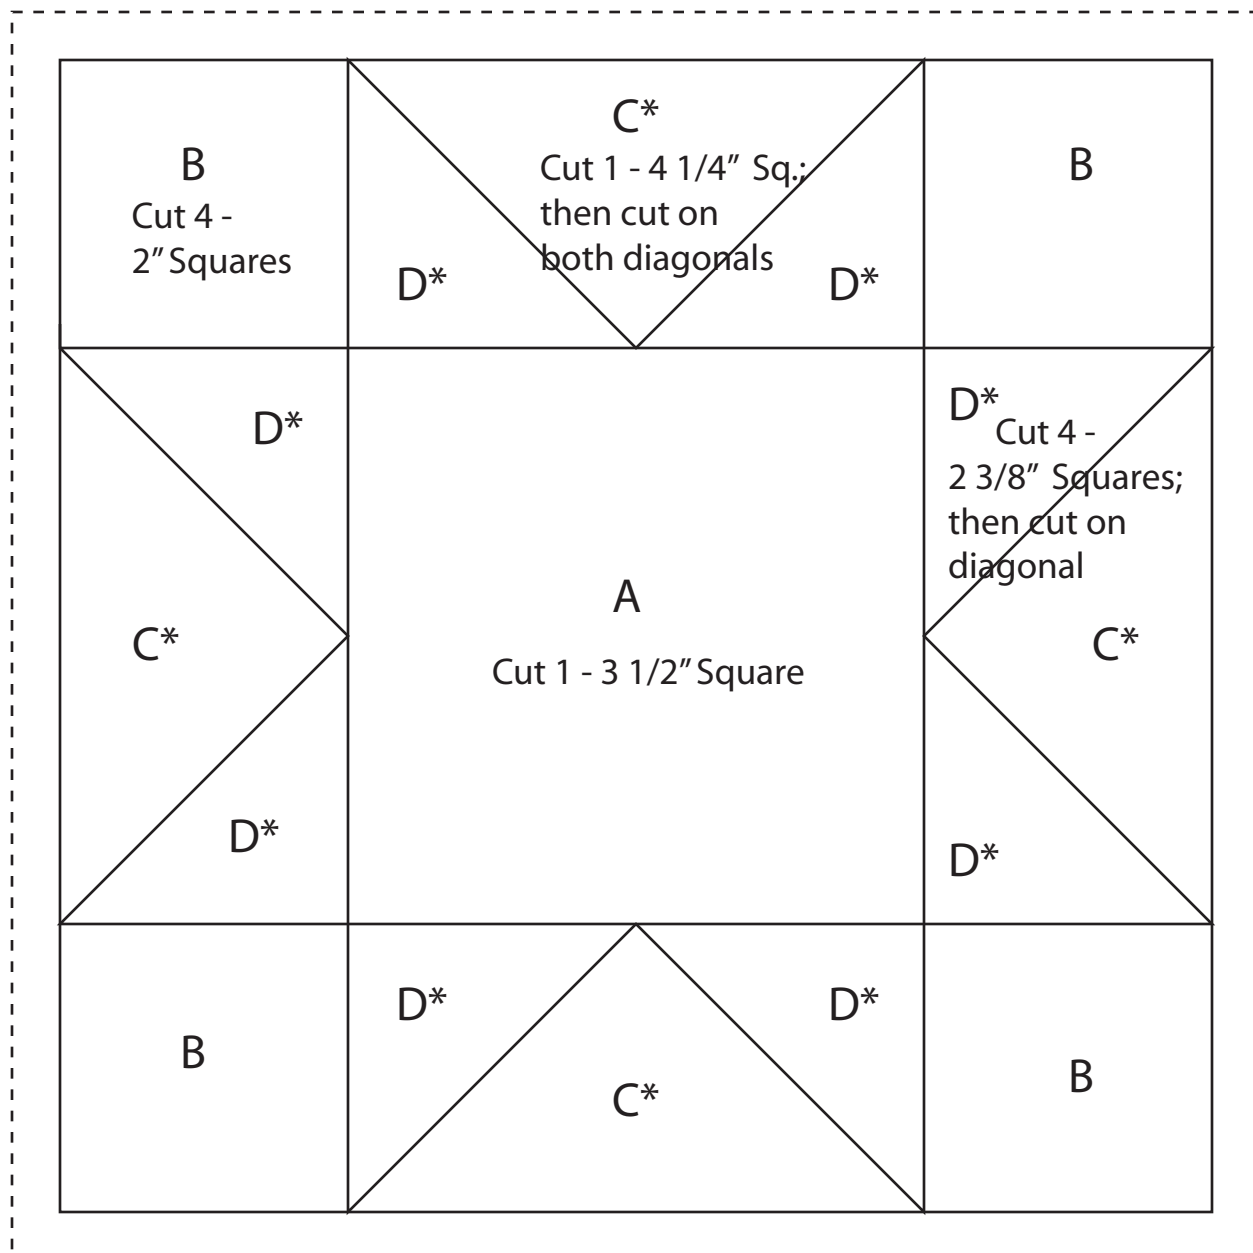 B
Cut 4 -
2” Squares
C*
Cut 1 - 4 1/4” Sq.;
then cut on
both diagonals
B
D*
D*
D*
D*
Cut 4 -
2 3/8” Squares;
then cut on
diagonal
A
Cut 1 - 3 1/2” Square
C*
C*
D*
D*
D*
D*
B
C*
B